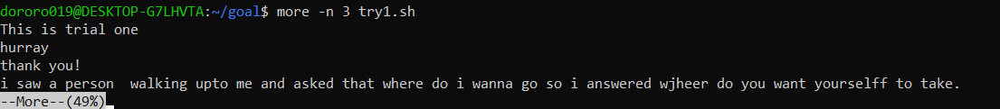 dororo019@DESKTOP-G7LHVTA:~/goal$ more -n 3 try1.sh
This is trial one
hurray
thank you!
i saw a person  walking upto me and asked that where do i wanna go so i answered wjheer do you want yourselff to take.
--More--(49%)